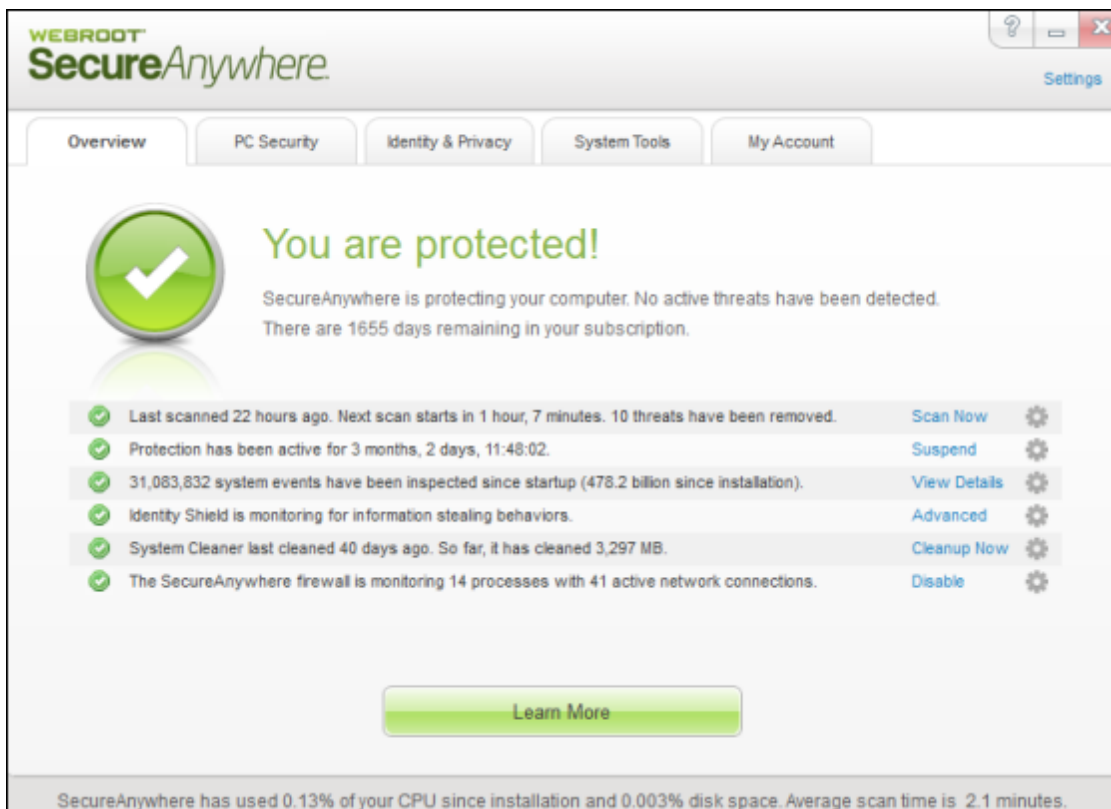 WEBROOT
SecureAnywhere.
Settings
Overview PC Security Identity & Privacy System Tools My Account
You are protected!
SecureAnywhere is protecting your computer. No active threats have been detected.
There are 1655 days remaining in your subscription.
Last scanned 22 hours ago. Next scan starts in 1 hour, 7 minutes. 10 threats have been removed. Scan Now
Protection has been active for 3 months, 2 days, 11:48:02. Suspend
31,083,832 system events have been inspected since startup (478.2 billion since installation). View Details
Identity Shield is monitoring for information stealing behaviors. Advanced
System Cleaner last cleaned 40 days ago. So far, it has cleaned 3,297 MB. Cleanup Now
The SecureAnywhere firewall is monitoring 14 processes with 41 active network connections. Disable
Learn More
SecureAnywhere has used 0.13% of your CPU since installation and 0.003% disk space. Average scan time is 2.1 minutes.